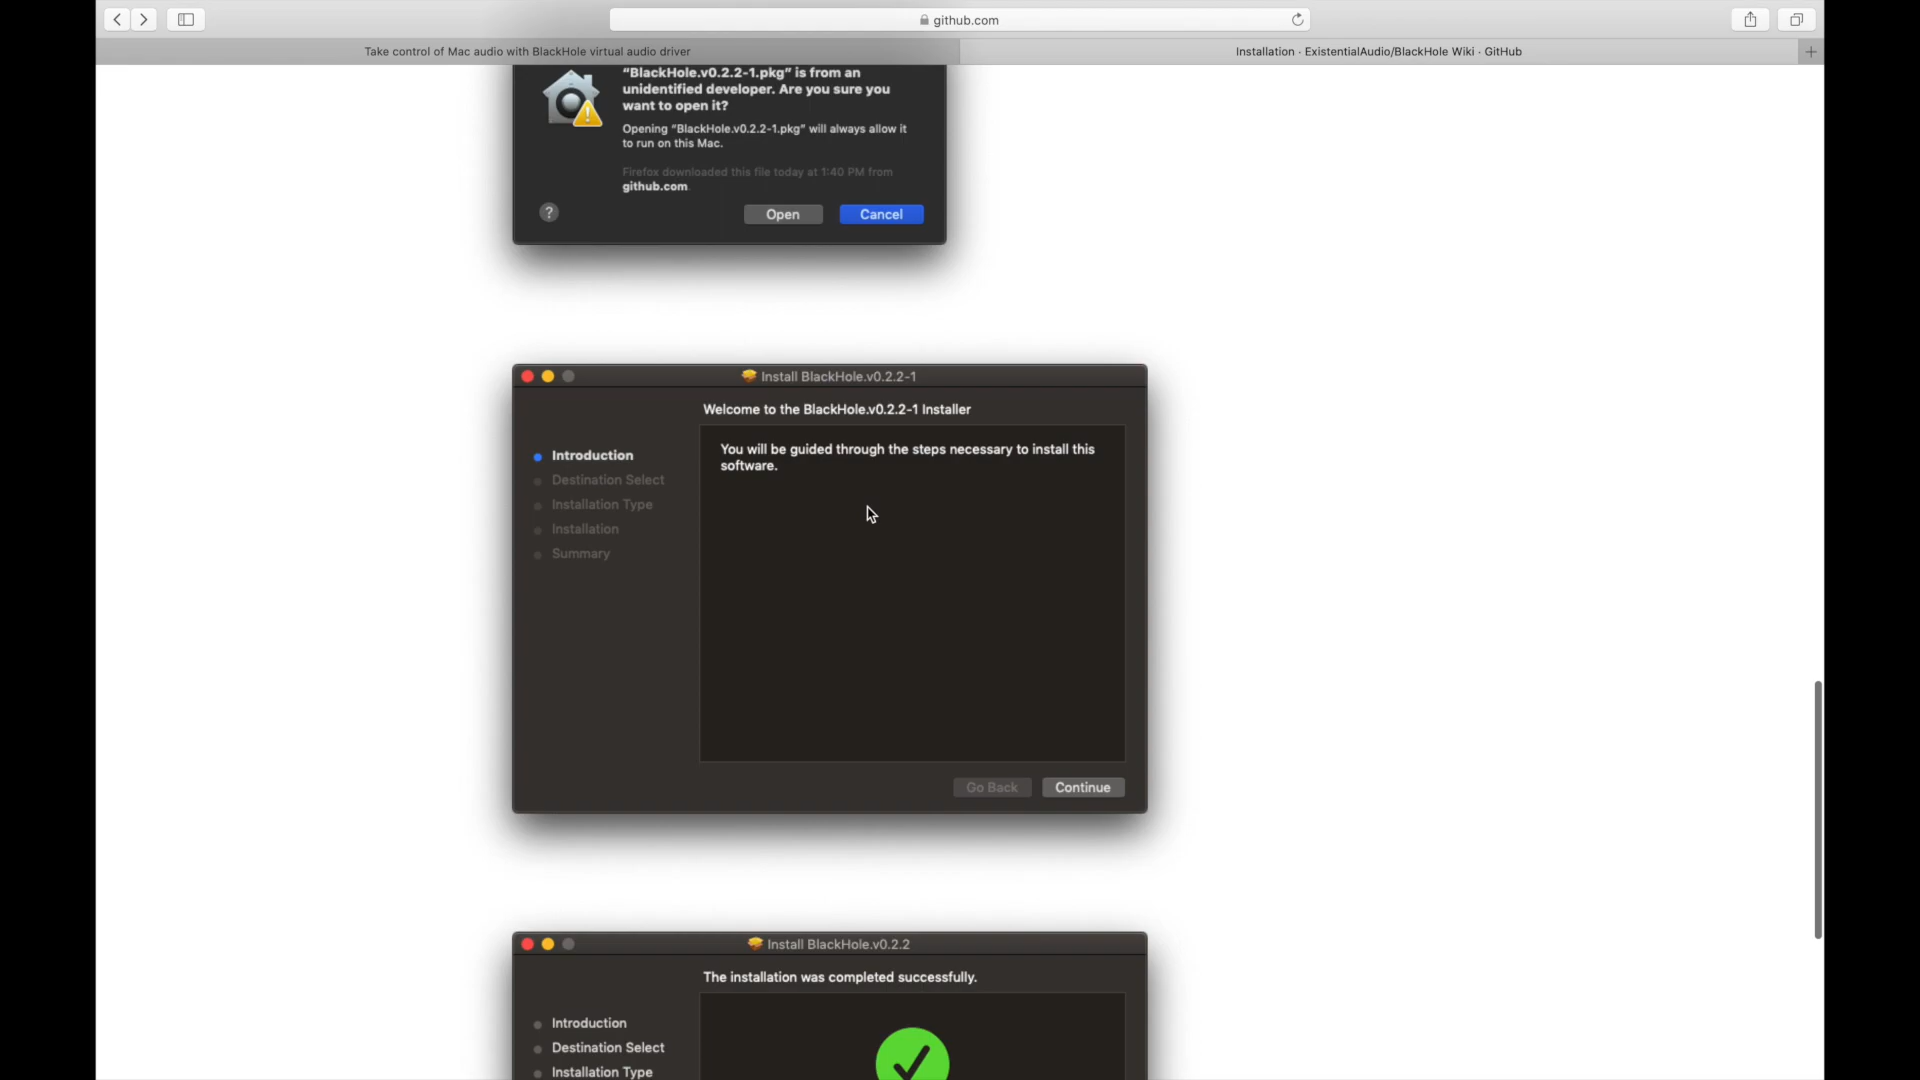 github.com
Take control of Mac audio with BlackHole virtual audio driver
Installation · ExistentialAudio/BlackHole Wiki · GitHub
“BlackHole.v0.2.2-1.pkg” is from an
unidentified developer. Are you sure you
want to open it?
Opening “BlackHole.v0.2.2-1.pkg” will always allow it
to run on this Mac.
Firefox downloaded this file today at 1:40 PM from
github.com.
?
Open
Cancel
Install BlackHole.v0.2.2-1
Welcome to the BlackHole.v0.2.2-1 Installer
Introduction
Destination Select
Installation Type
Installation
Summary
You will be guided through the steps necessary to install this
software.
Go Back
Continue
Install BlackHole.v0.2.2
The installation was completed successfully.
Introduction
Destination Select
Installation Type